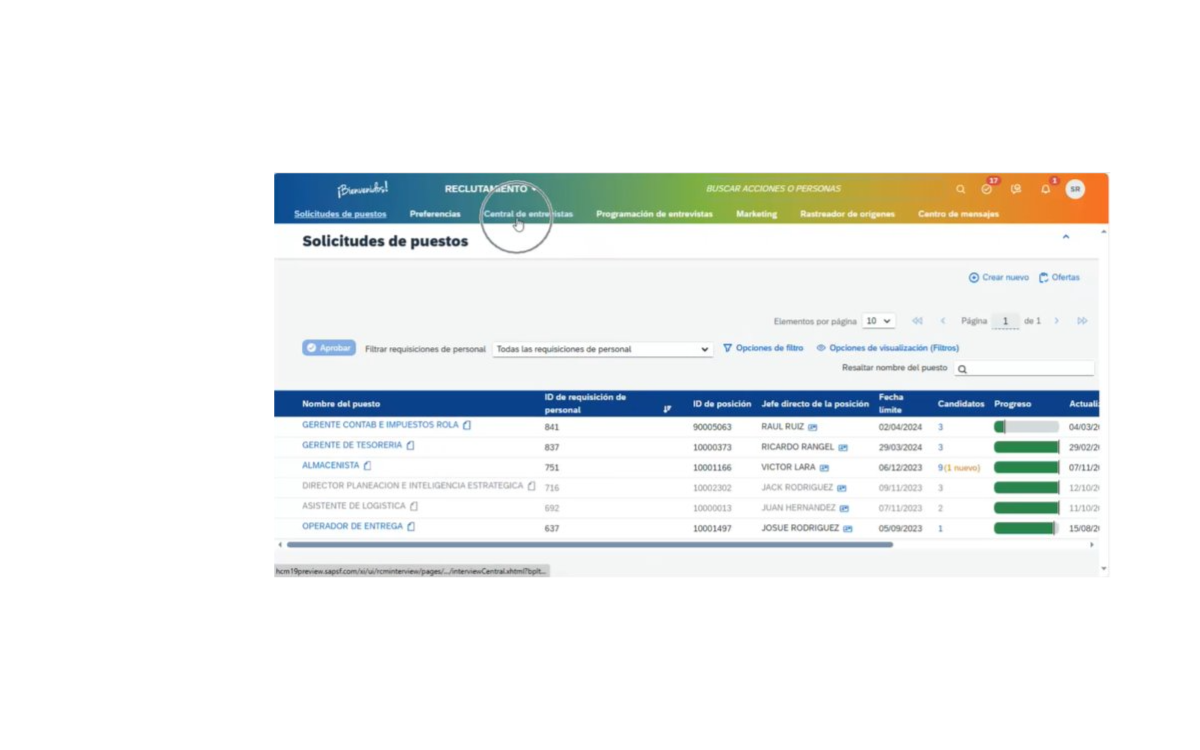 ¡Bienvenidos! RECLUTAMIENTO BUSCAR ACCIONES O PERSONAS 37 1 SR
Solicitudes de puestos Preferencias Central de entrevistas Programación de entrevistas Marketing Rastreador de orígenes Centro de mensajes
Solicitudes de puestos
Crear nuevo Ofertas
Elementos por página 10 Página 1 de 1
Aprobar Filtrar requisiciones de personal Todas las requisiciones de personal Opciones de filtro Opciones de visualización (Filtros)
Resaltar nombre del puesto
Nombre del puesto ID de requisición de personal ID de posición Jefe directo de la posición Fecha límite Candidatos Progreso Actuali
GERENTE CONTAB E IMPUESTOS ROLA 841 90005063 RAUL RUIZ 02/04/2024 3 04/03/20
GERENTE DE TESORERIA 837 10000373 RICARDO RANGEL 29/03/2024 3 29/02/20
ALMACENISTA 751 10001166 VICTOR LARA 06/12/2023 9 (1 nuevo) 07/11/20
DIRECTOR PLANEACION E INTELIGENCIA ESTRATEGICA 716 10002302 JACK RODRIGUEZ 09/11/2023 3 12/10/20
ASISTENTE DE LOGISTICA 692 10000013 JUAN HERNANDEZ 07/11/2023 2 11/10/20
OPERADOR DE ENTREGA 637 10001497 JOSUE RODRIGUEZ 05/09/2023 1 15/08/20
hcm19preview.sapsf.com/xi/ui/rcminterview/pages/.../interviewCentral.xhtml?bplt...